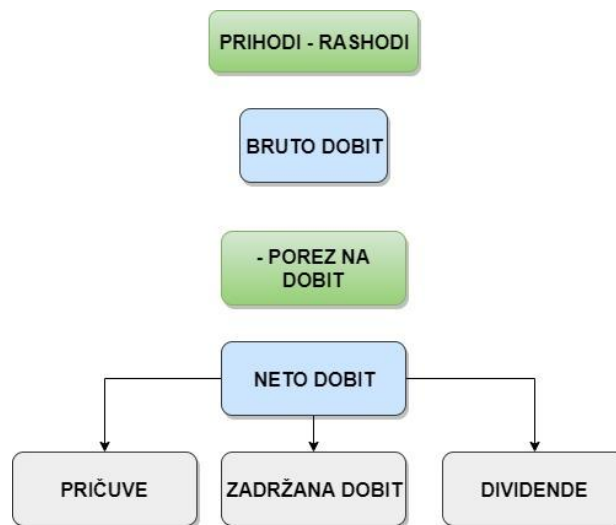 PRIHODI - RASHODI
BRUTO DOBIT
- POREZ NA
DOBIT
NETO DOBIT
PRIČUVE
ZADRŽANA DOBIT
DIVIDENDE